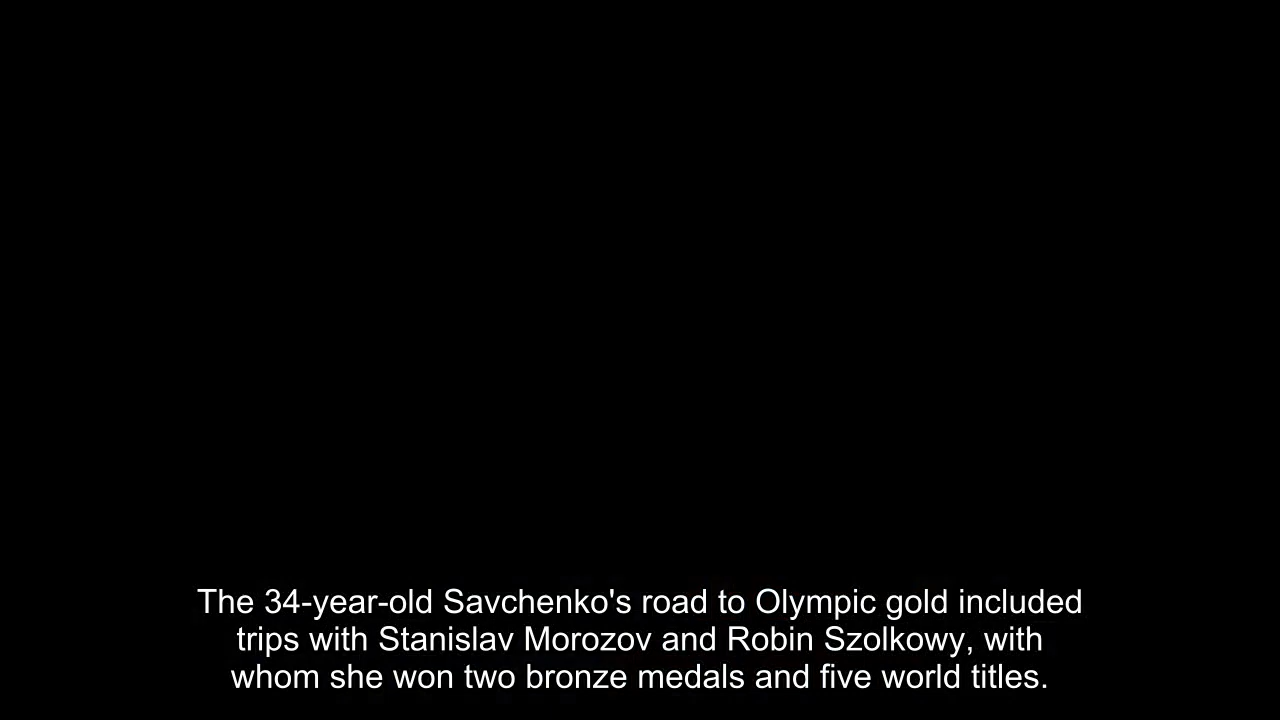 The 34-year-old Savchenko's road to Olympic gold included
trips with Stanislav Morozov and Robin Szolkowy, with
whom she won two bronze medals and five world titles.